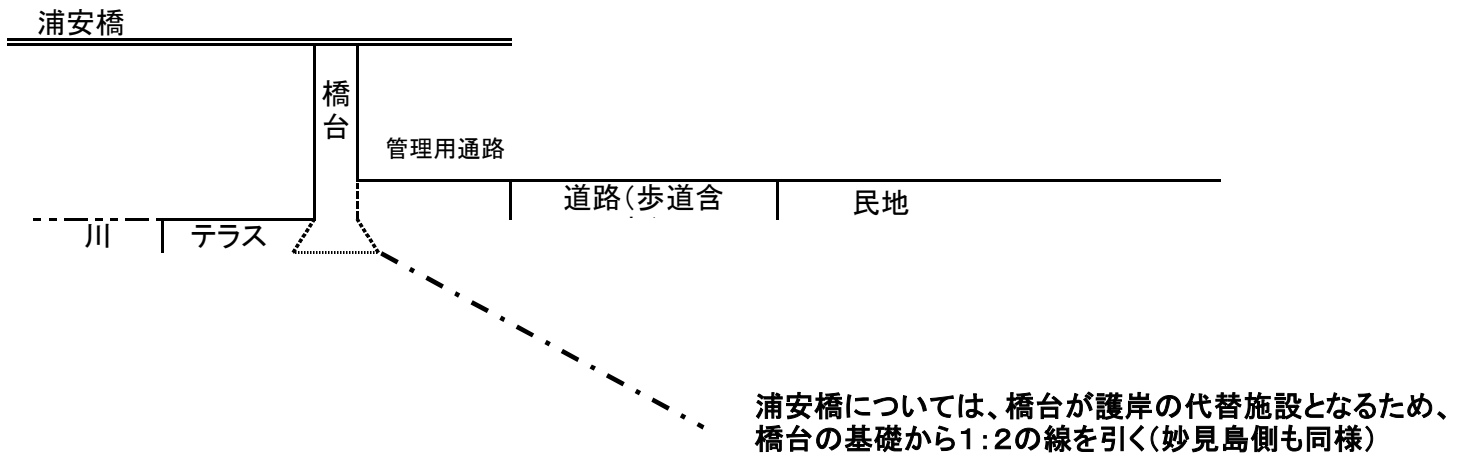 浦安橋
橋
台
管理用通路
道路(歩道含
民地
川
テラス
浦安橋については、橋台が護岸の代替施設となるため、
橋台の基礎から1:2の線を引く(妙見島側も同様)